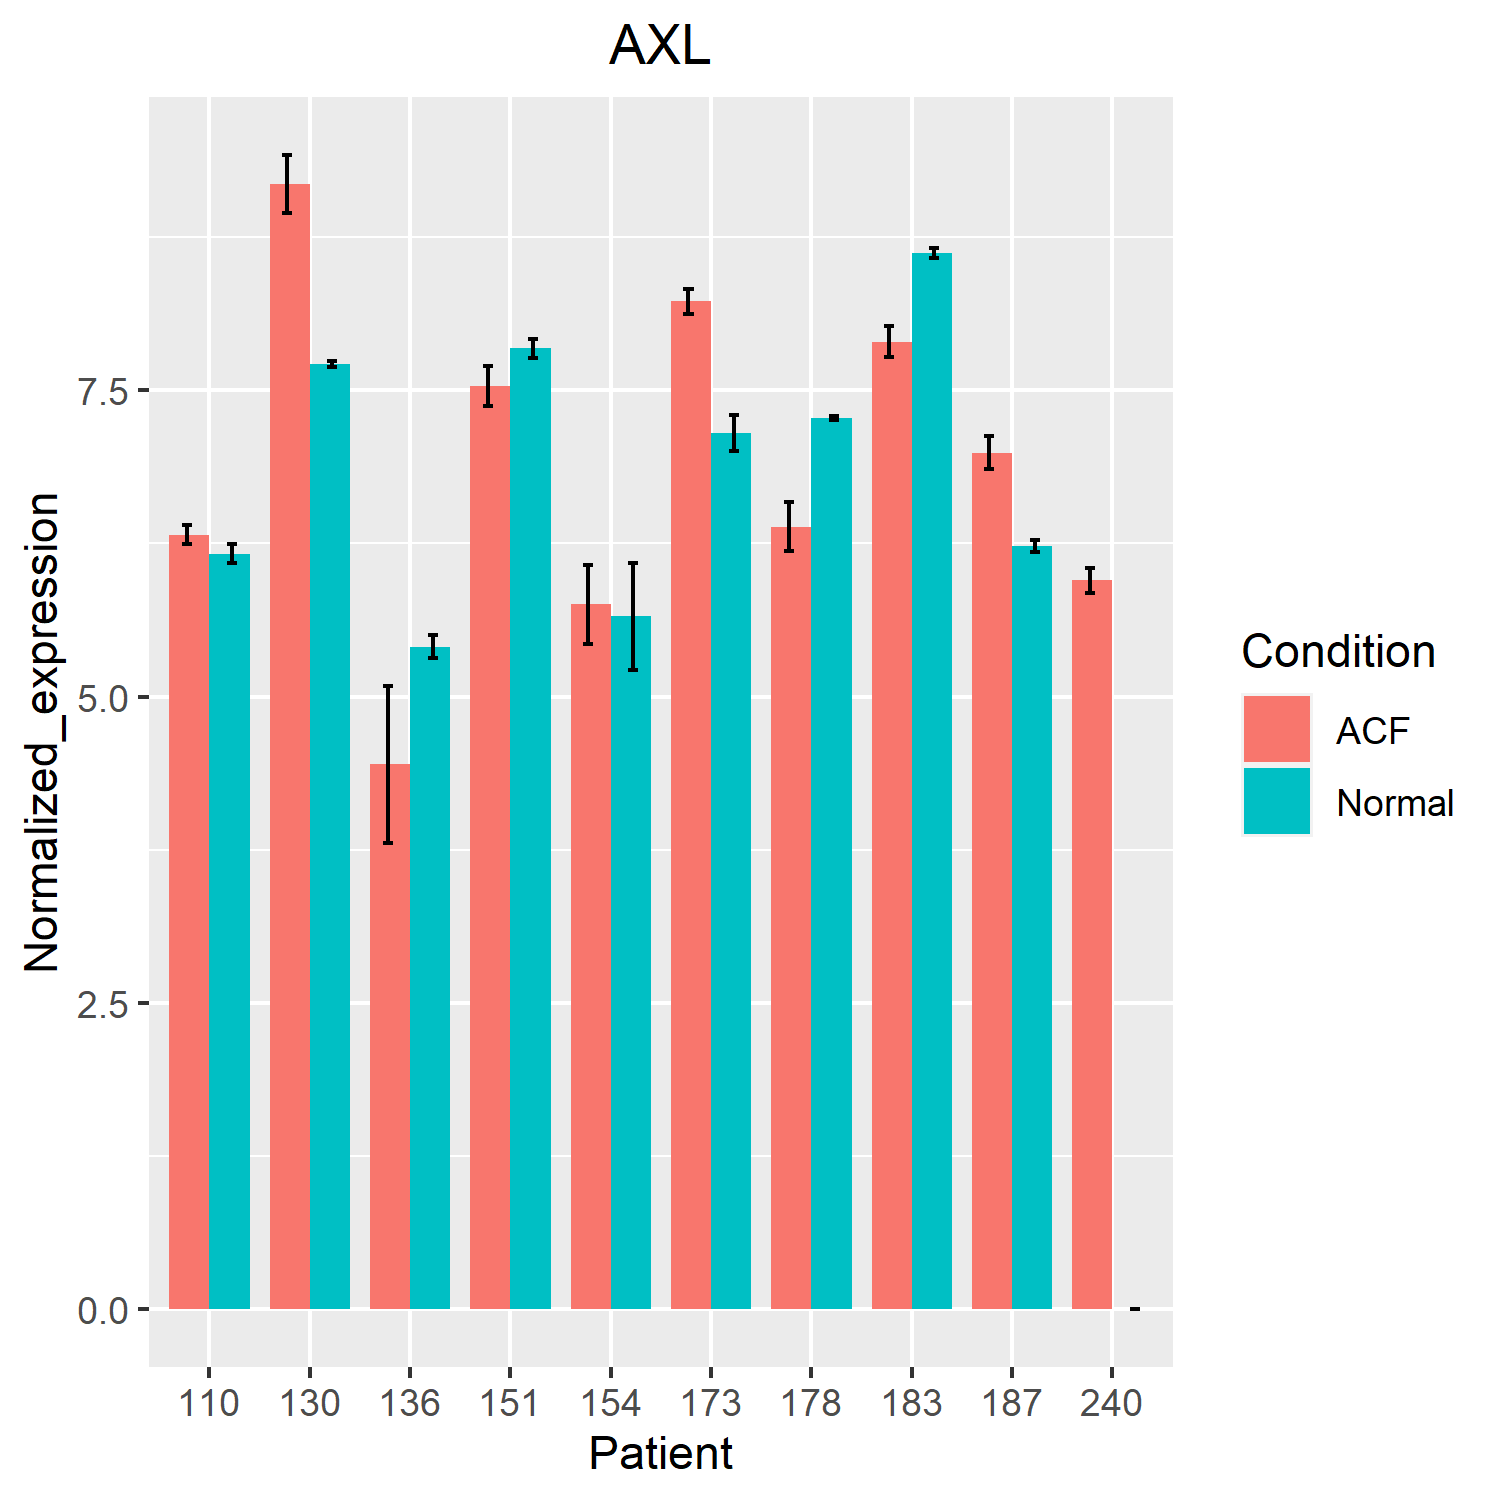 AXL
Normalized_expression
7.5
5.0
2.5
0.0
110 130 136 151 154 173 178 183 187 240
Patient
Condition
ACF
Normal